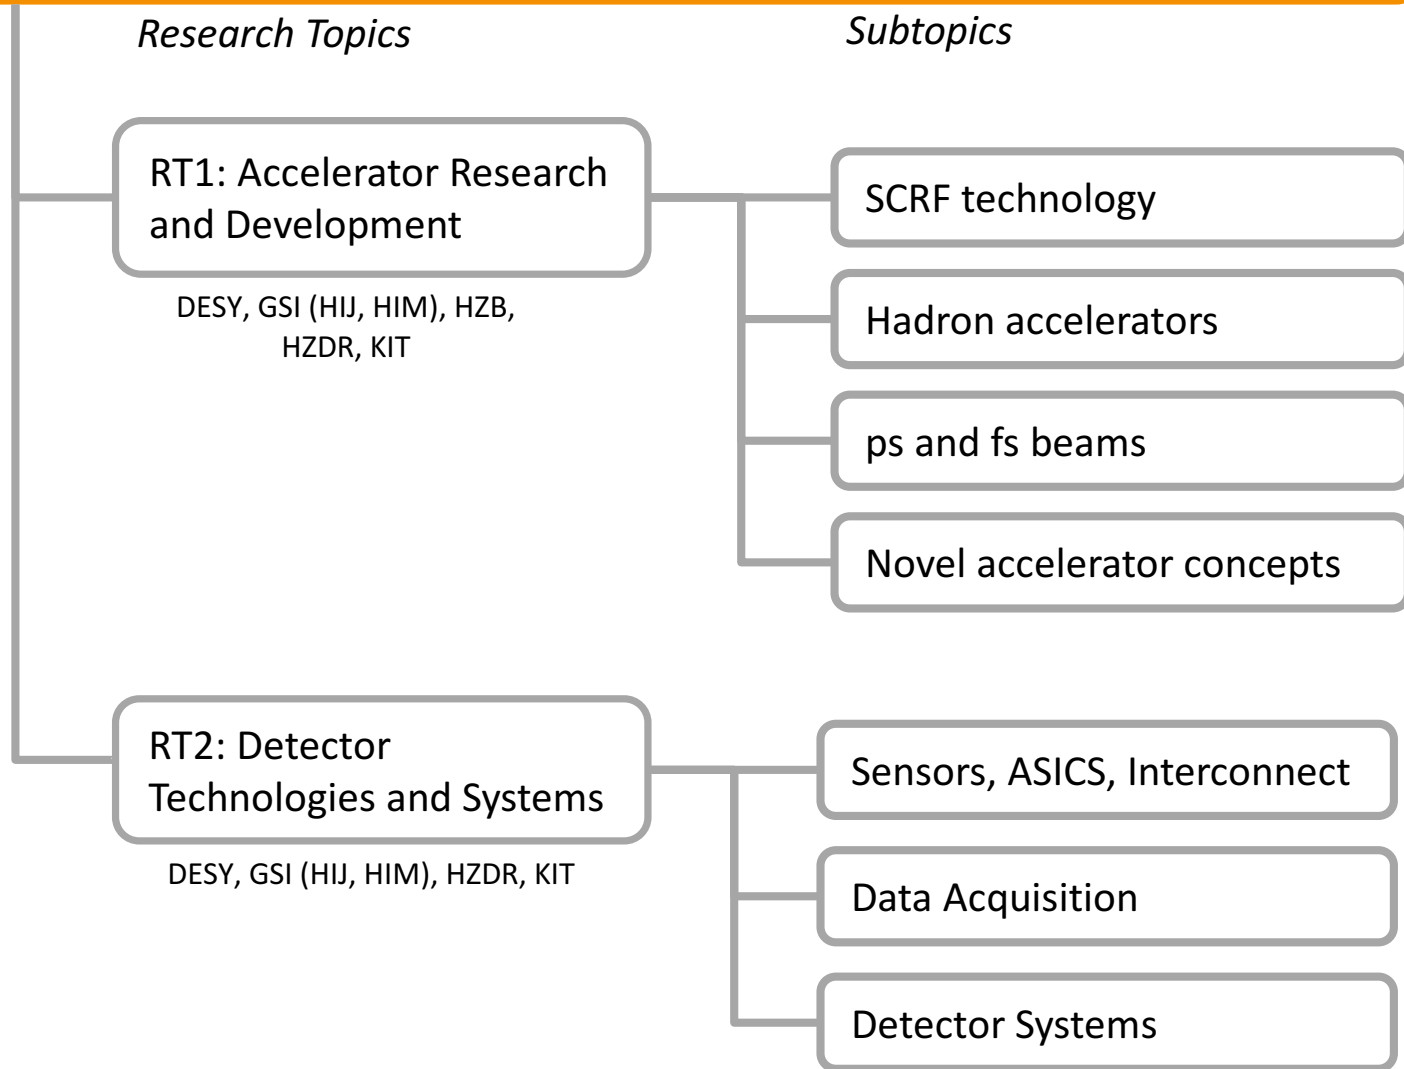 Research Topics
Subtopics
RT1: Accelerator Research
and Development
DESY, GSI (HIJ, HIM), HZB,
HZDR, KIT
SCRF technology
Hadron accelerators
ps and fs beams
Novel accelerator concepts
RT2: Detector
Technologies and Systems
DESY, GSI (HIJ, HIM), HZDR, KIT
Sensors, ASICS, Interconnect
Data Acquisition
Detector Systems